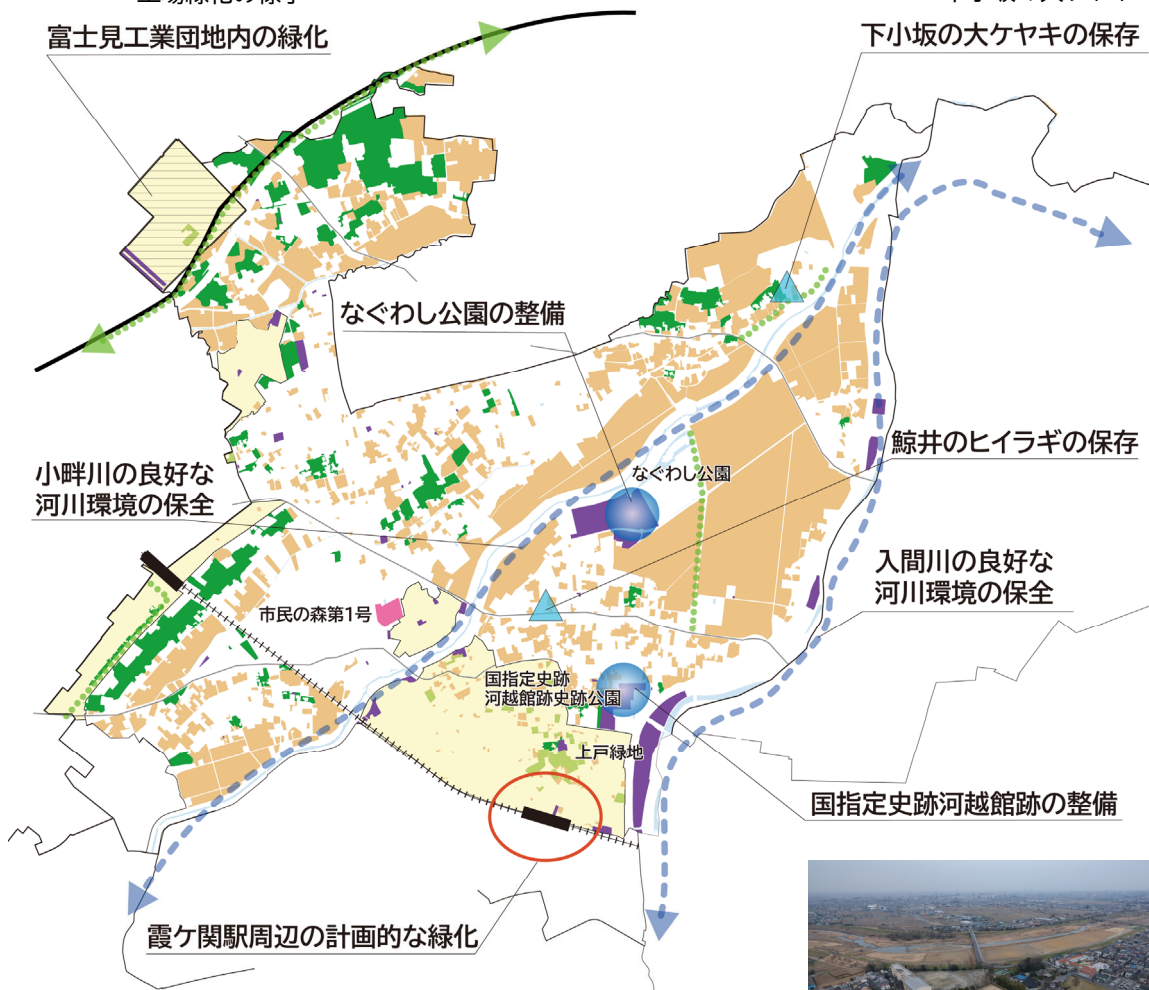 富士見工業団地内の緑化
下小坂の大ケヤキの保存
なぐわし公園の整備
鯨井のヒイラギの保存
なぐわし公園
小畔川の良好な
河川環境の保全
入間川の良好な
河川環境の保全
市民の森第1号
国指定史跡
河越館跡史跡公園
上戸緑地
国指定史跡河越館跡の整備
霞ケ関駅周辺の計画的な緑化